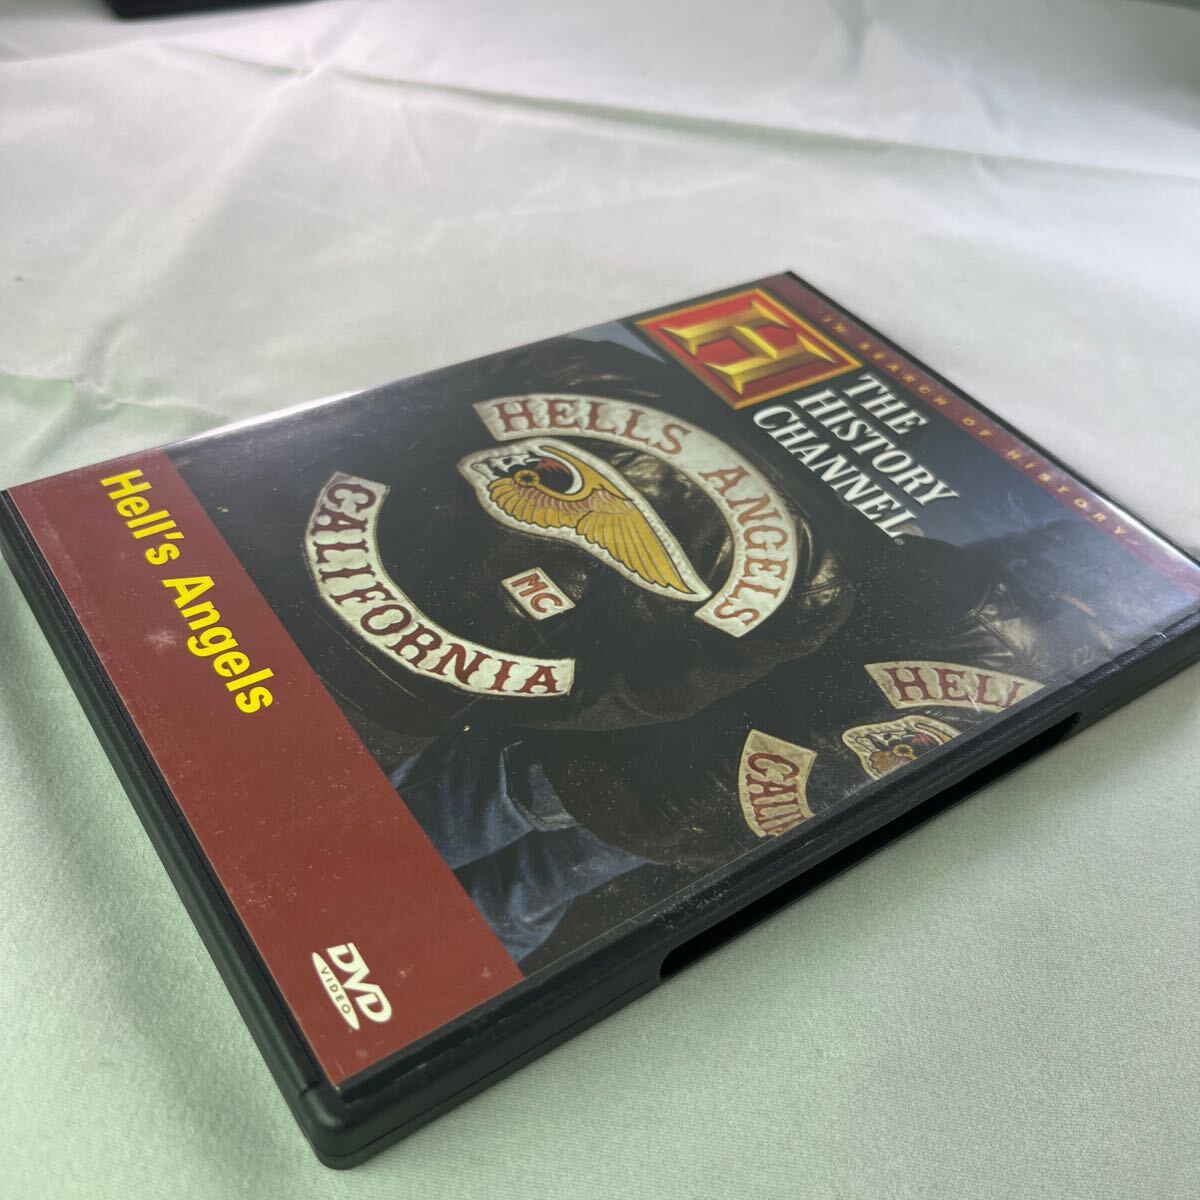 IN SEARCH OF HISTORY
H
THE
HISTORY
CHANNEL®
HELLS ANGELS
MC
CALIFORNIA
HELL
CALI
Hell's Angels
DVD
VIDEO